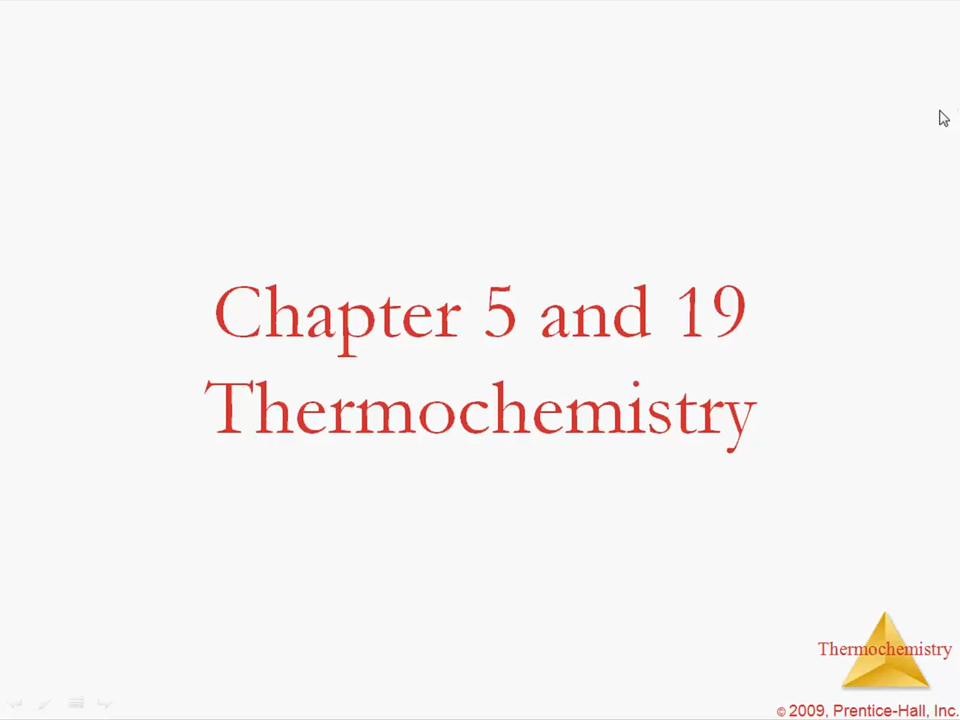 Chapter 5 and 19
Thermochemistry
Thermochemistry
© 2009, Prentice-Hall, Inc.